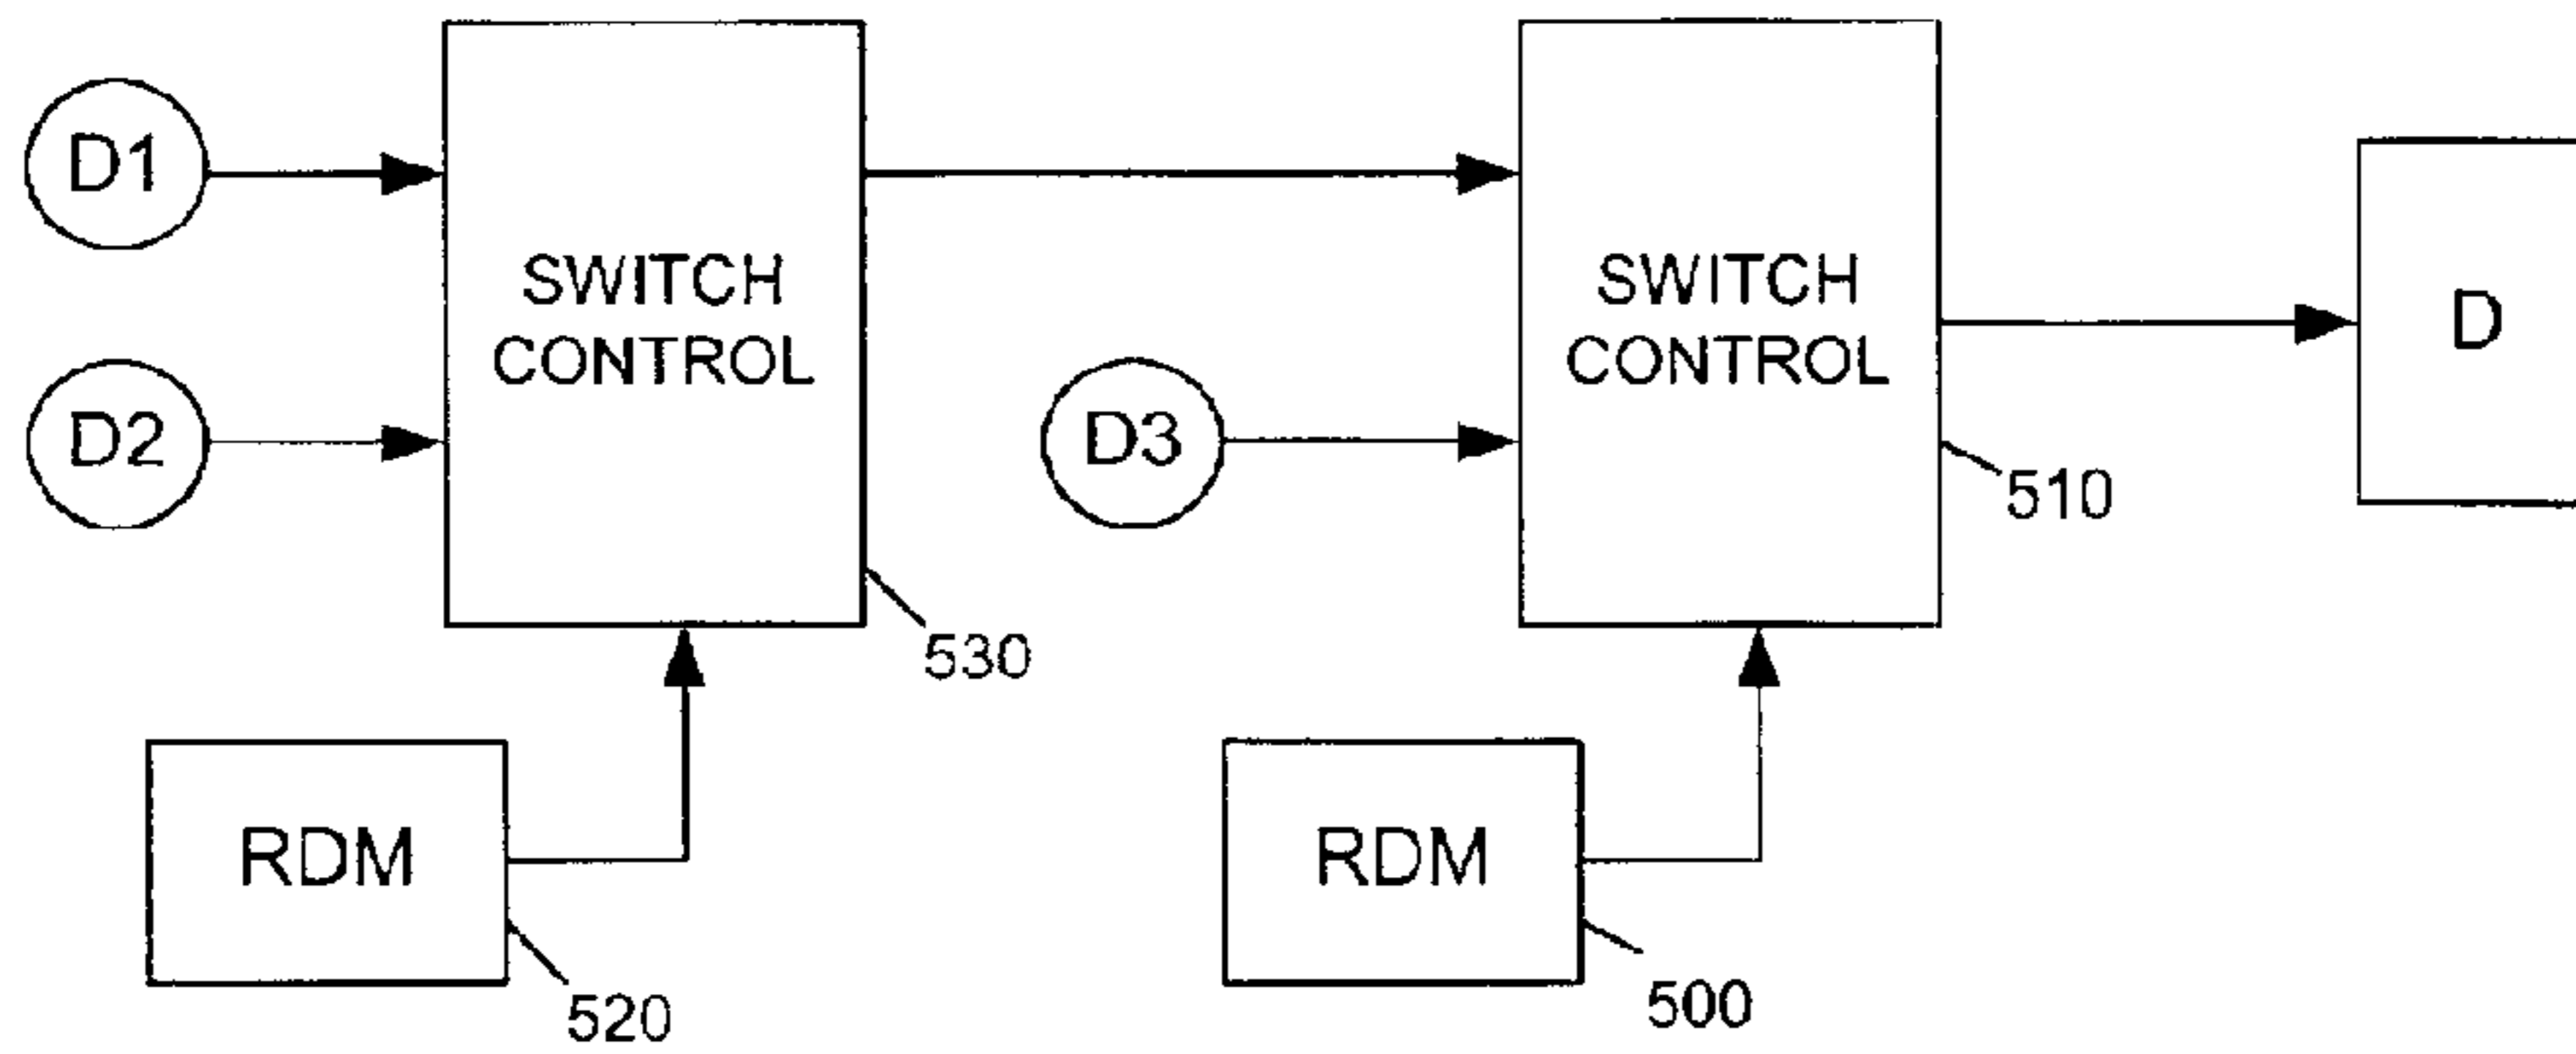 D1
D2
SWITCH
CONTROL
530
RDM
520
D3
SWITCH
CONTROL
510
RDM
500
D